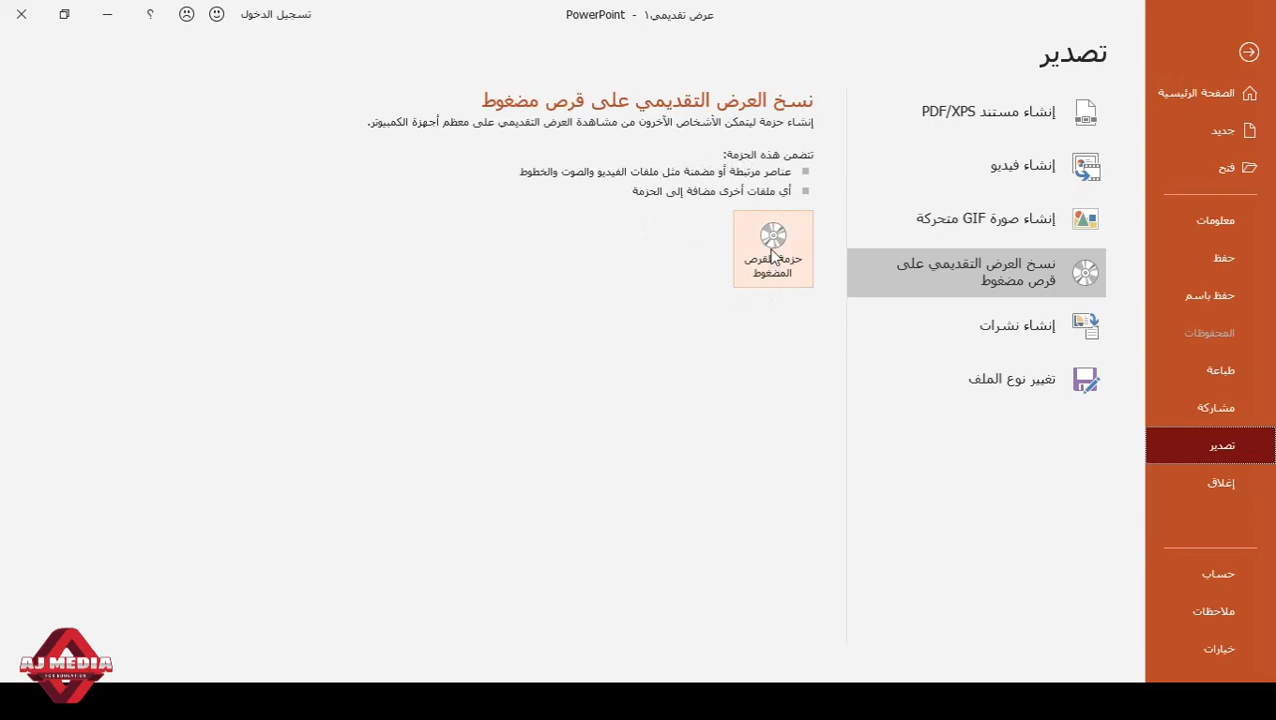 عرض تقديمي١ - PowerPoint
تسجيل الدخول
?
الصفحة الرئيسية
جديد
فتح
معلومات
حفظ
حفظ باسم
المحفوظات
طباعة
مشاركة
تصدير
إغلاق
حساب
ملاحظات
خيارات
تصدير
إنشاء مستند PDF/XPS
إنشاء فيديو
إنشاء صورة GIF متحركة
نسخ العرض التقديمي على
قرص مضغوط
إنشاء نشرات
تغيير نوع الملف
نسخ العرض التقديمي على قرص مضغوط
إنشاء حزمة ليتمكن الأشخاص الآخرون من مشاهدة العرض التقديمي على معظم أجهزة الكمبيوتر.
تتضمن هذه الحزمة:
عناصر مرتبطة أو مضمنة مثل ملفات الفيديو والصوت والخطوط
أي ملفات أخرى مضافة إلى الحزمة
حزمة لقرص
المضغوط
AJ MEDIA
FOR EDUCATION